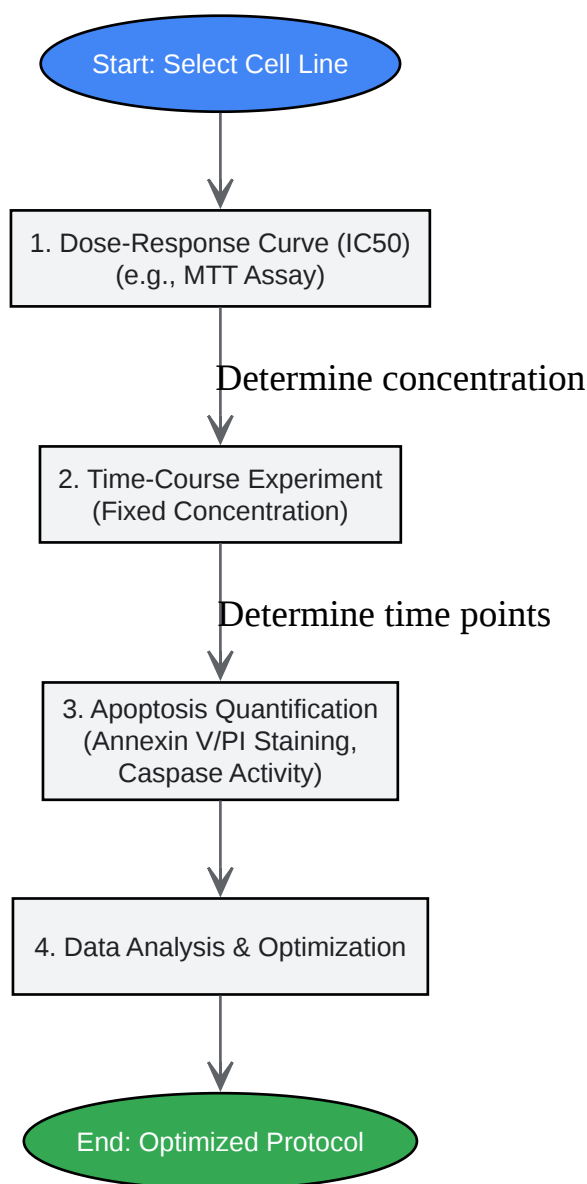 Start: Select Cell Line
1. Dose-Response Curve (IC50)
(e.g., MTT Assay)
Determine concentration
2. Time-Course Experiment
(Fixed Concentration)
Determine time points
3. Apoptosis Quantification
(Annexin V/PI Staining,
Caspase Activity)
4. Data Analysis & Optimization
End: Optimized Protocol